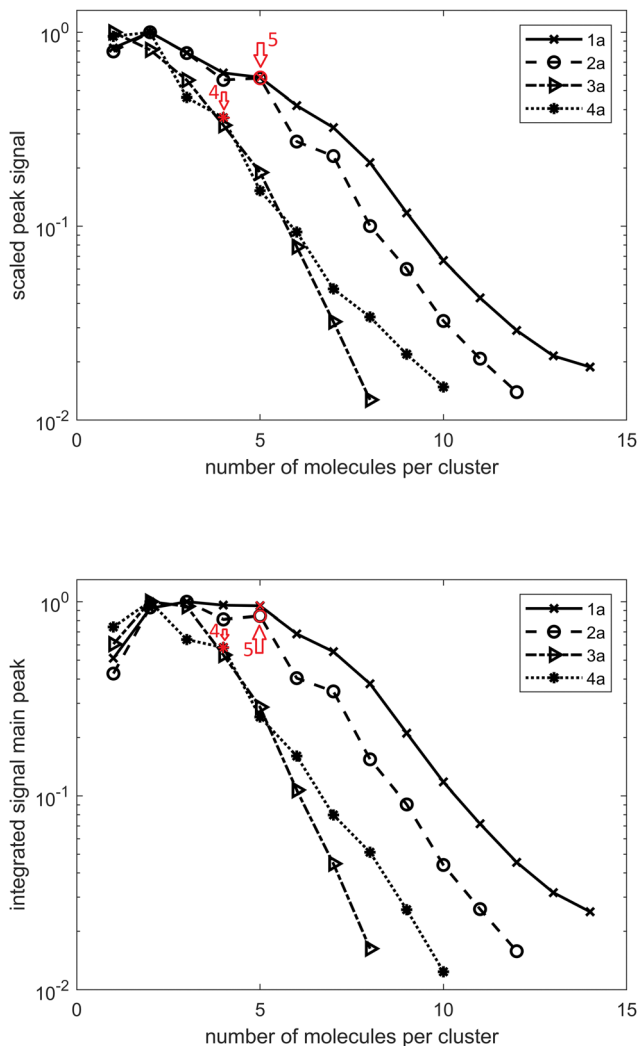 10^0
10^-1
10^-2
scaled peak signal
0
5
10
15
number of molecules per cluster
1a
2a
3a
4a
4
5
10^0
10^-1
10^-2
integrated signal main peak
0
5
10
15
number of molecules per cluster
1a
2a
3a
4a
4
5